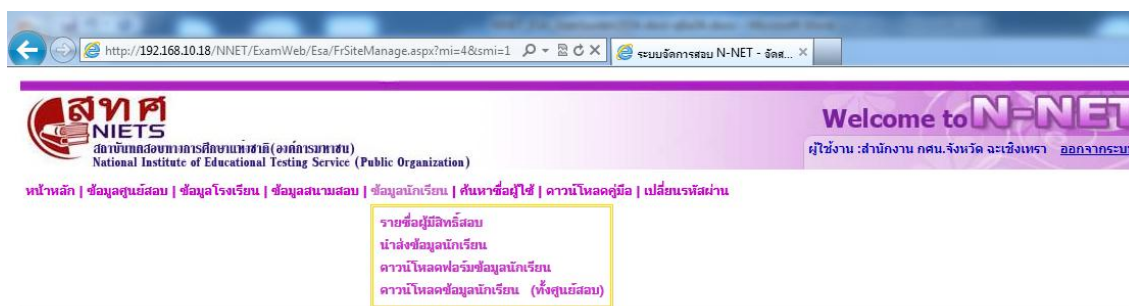 http://192.168.10.18/NNET/ExamWeb/Esa/FrSiteManage.aspx?mi=4&smi=1
ระบบจัดการสอบ N-NET - จัดส...
สทศ
NIETS
สถาบันทดสอบทางการศึกษาแห่งชาติ(องค์การมหาชน)
National Institute of Educational Testing Service (Public Organization)
Welcome to N-NET
ผู้ใช้งาน :สำนักงาน กศน.จังหวัด ฉะเชิงเทรา ออกจากระบบ
หน้าหลัก | ข้อมูลศูนย์สอบ | ข้อมูลโรงเรียน | ข้อมูลสนามสอบ | ข้อมูลนักเรียน | ค้นหาชื่อผู้ใช้ | ดาวน์โหลดคู่มือ | เปลี่ยนรหัสผ่าน
รายชื่อผู้มีสิทธิ์สอบ
นำส่งข้อมูลนักเรียน
ดาวน์โหลดฟอร์มข้อมูลนักเรียน
ดาวน์โหลดข้อมูลนักเรียน (ทั้งศูนย์สอบ)